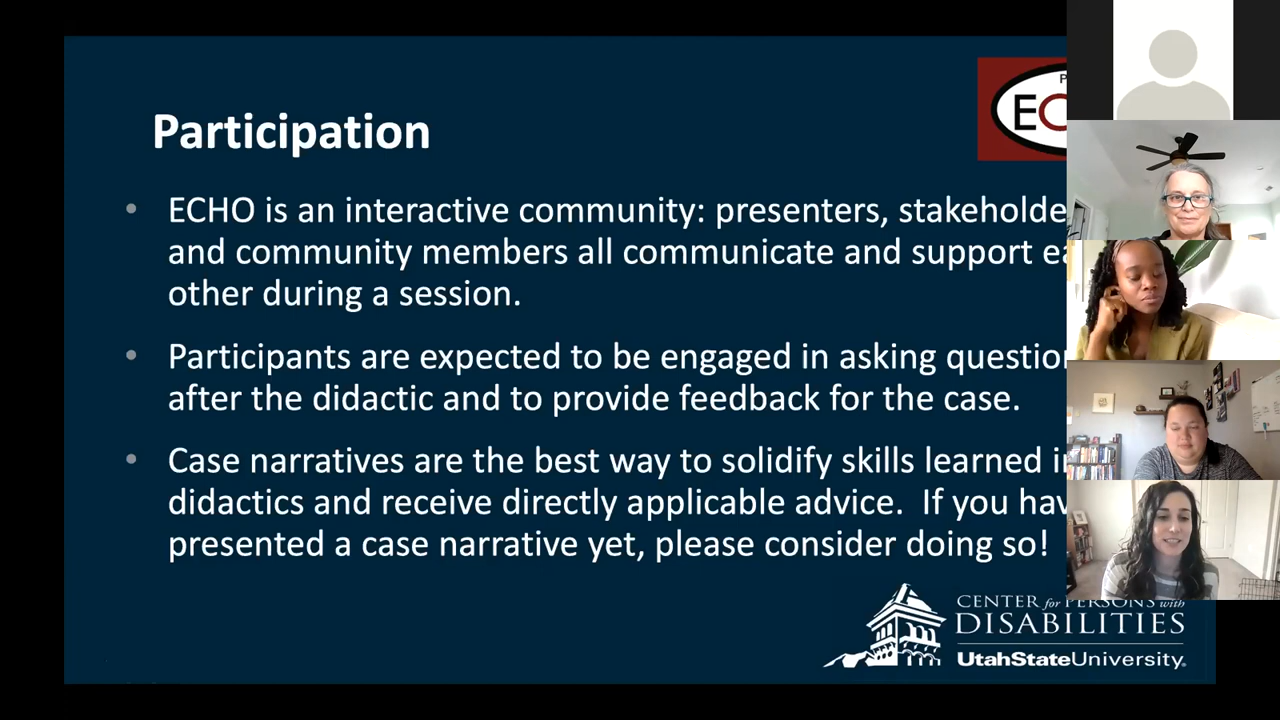 Participation
ECHO is an interactive community: presenters, stakeholde
and community members all communicate and support ea
other during a session.
Participants are expected to be engaged in asking question
after the didactic and to provide feedback for the case.
Case narratives are the best way to solidify skills learned in
didactics and receive directly applicable advice. If you hav
presented a case narrative yet, please consider doing so!
CENTER for PERSONS with
DISABILITIES
UtahStateUniversity